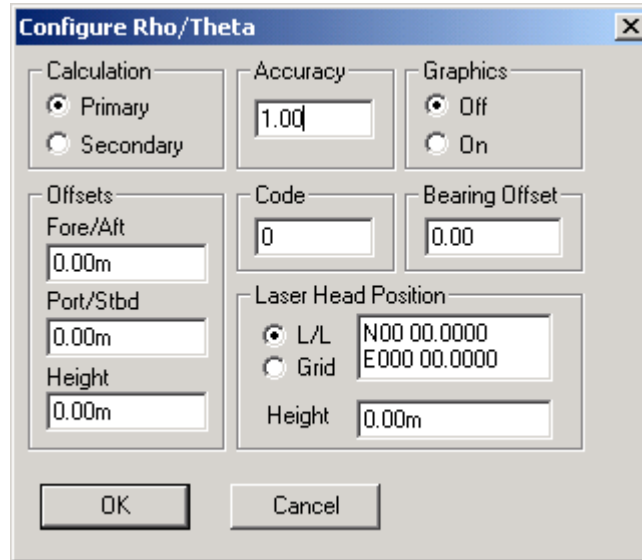 Configure Rho/Theta
Calculation
Primary
Secondary
Accuracy
1.00
Graphics
Off
On
Offsets
Fore/Aft
0.00m
Port/Stbd
0.00m
Height
0.00m
Code
0
Bearing Offset
0.00
Laser Head Position
L/L
Grid
N00 00.0000
E000 00.0000
Height
0.00m
OK
Cancel